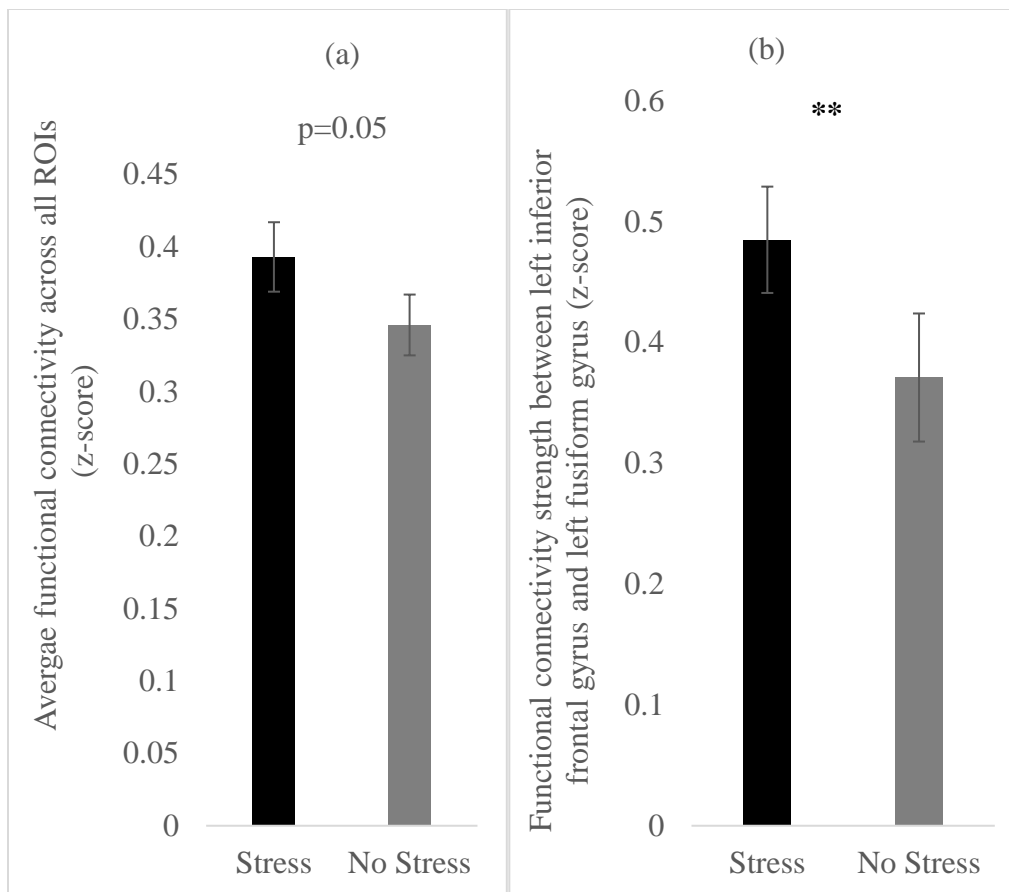 (a)
p=0.05
Avergae functional connectivity across all ROIs
(z-score)
0.45
0.4
0.35
0.3
0.25
0.2
0.15
0.1
0.05
0
Stress No Stress
(b)
**
Functional connectivity strength between left inferior
frontal gyrus and left fusiform gyrus (z-score)
0.6
0.5
0.4
0.3
0.2
0.1
0
Stress No Stress